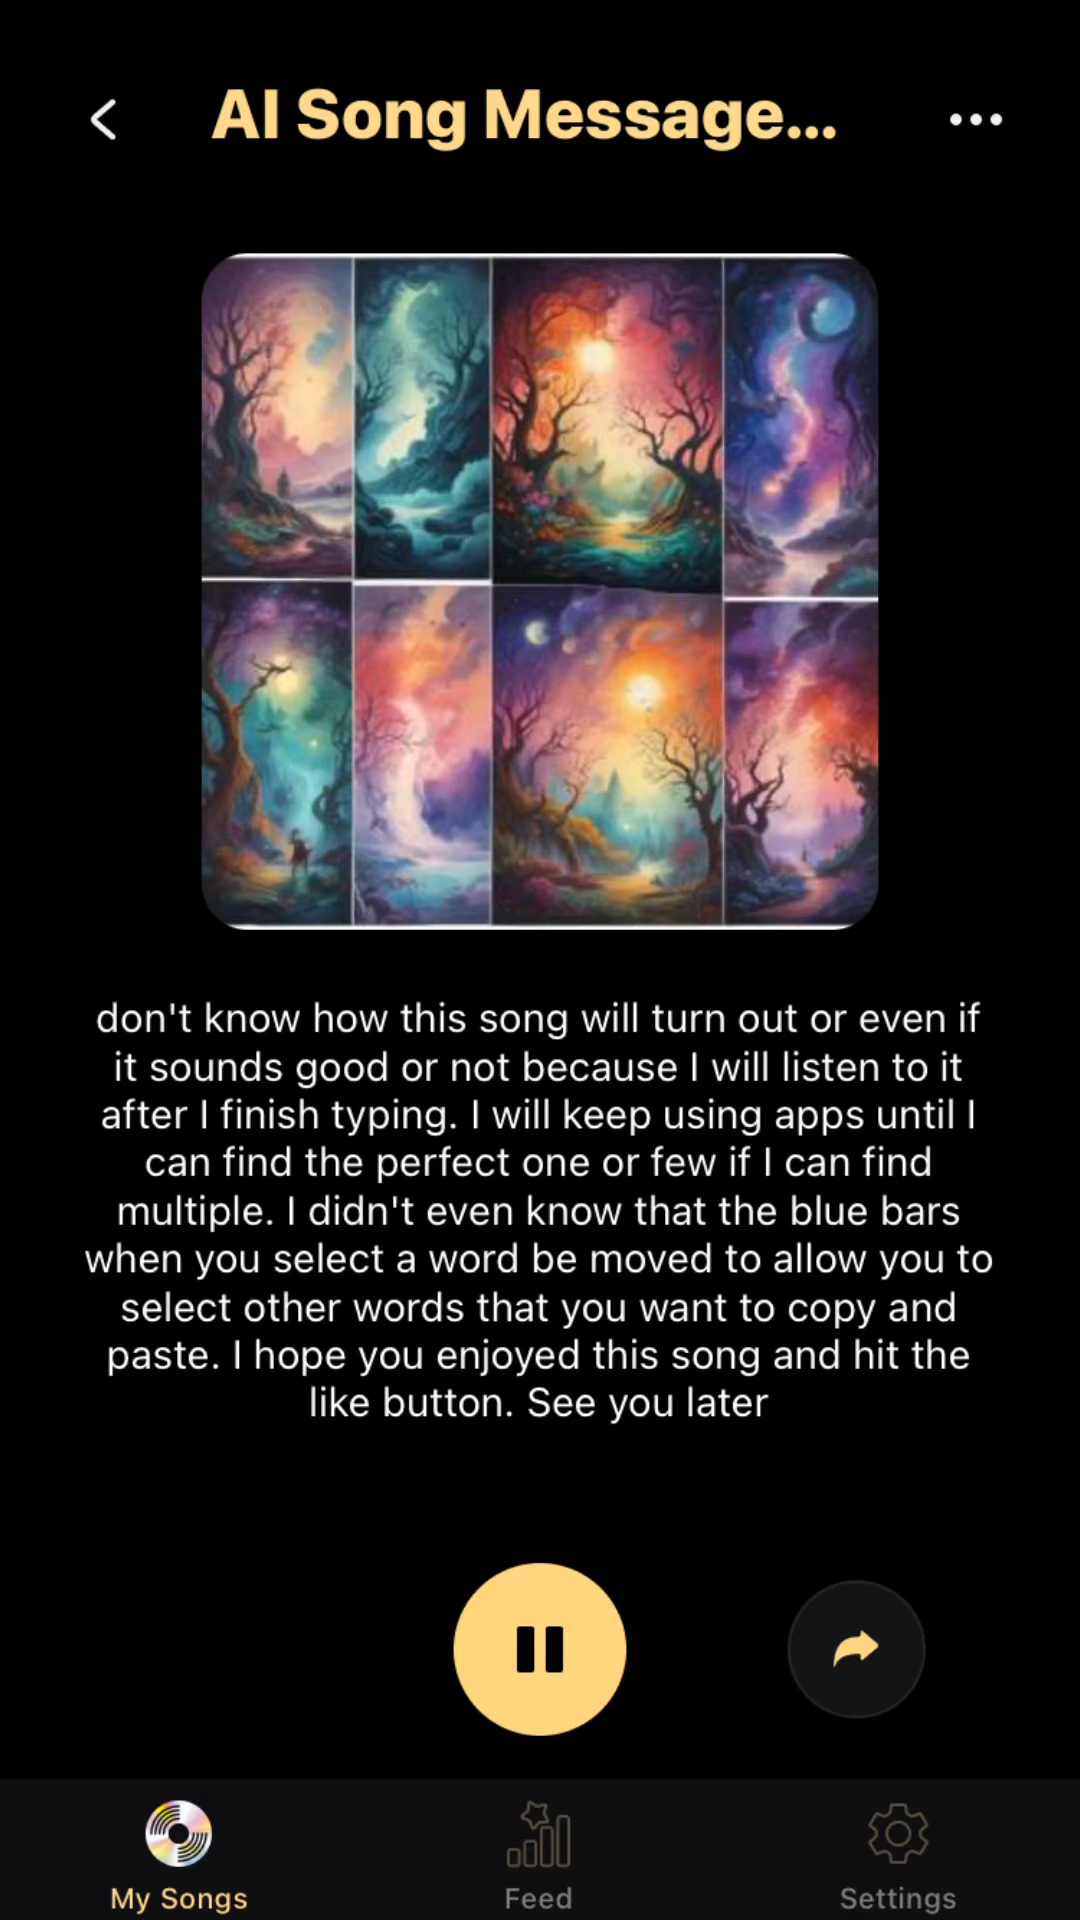 AI Song Message...
don't know how this song will turn out or even if
it sounds good or not because I will listen to it
after I finish typing. I will keep using apps until I
can find the perfect one or few if I can find
multiple. I didn't even know that the blue bars
when you select a word be moved to allow you to
select other words that you want to copy and
paste. I hope you enjoyed this song and hit the
like button. See you later
My Songs
Feed
Settings